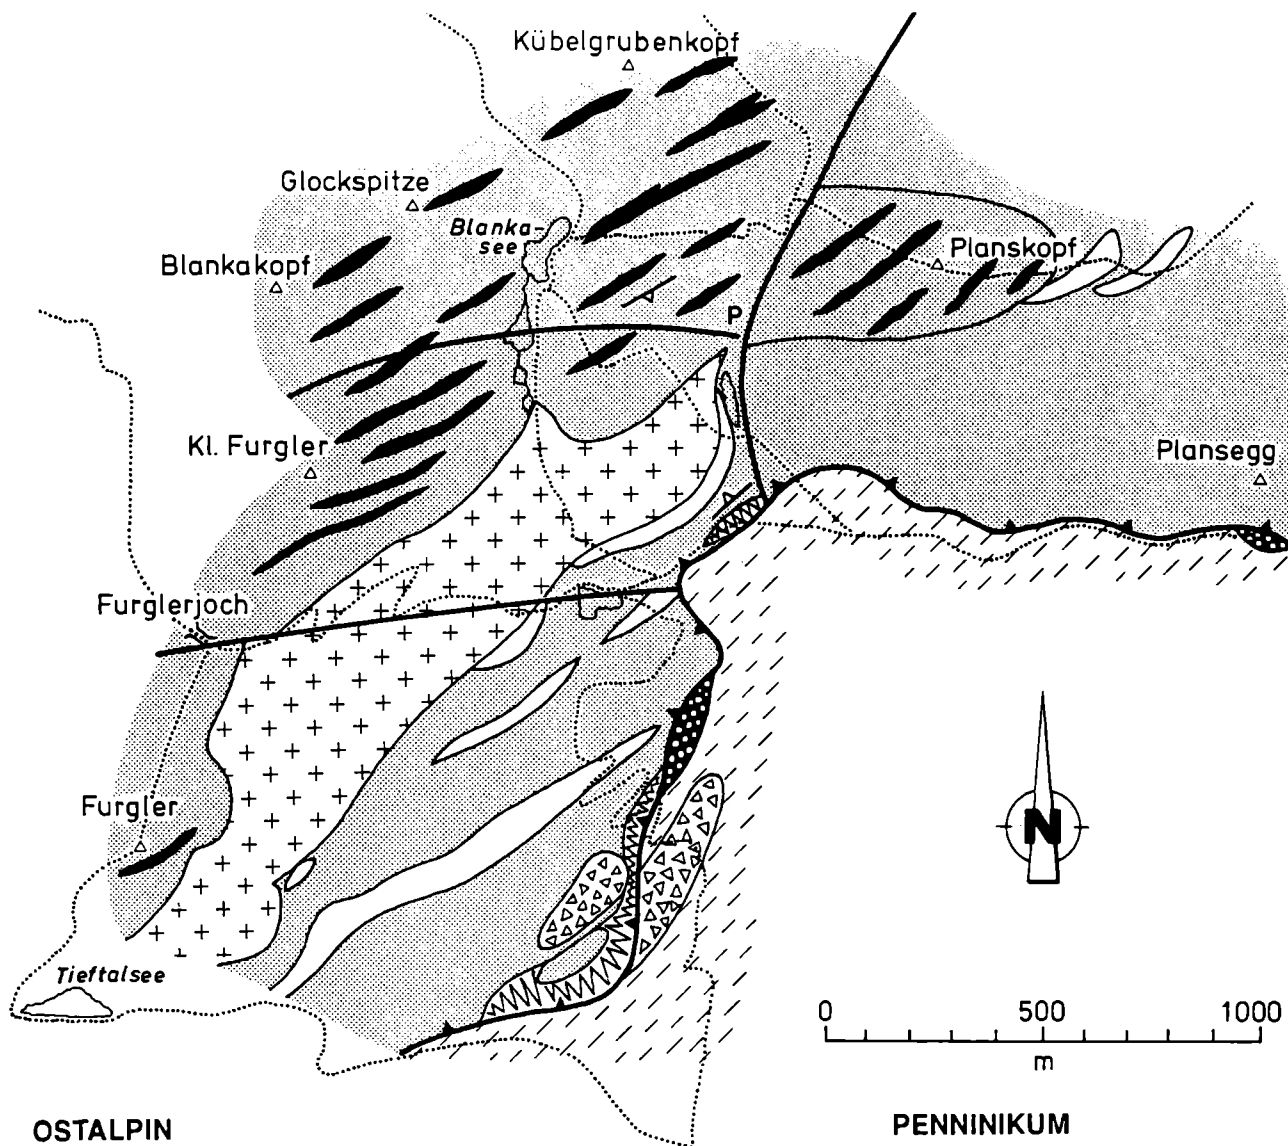 Kübelgrubenkopf
Glockspitze
Blanka-
see
Planskopf
Blankakopf
P
Kl. Furgler
Plansegg
Furglerjoch
Furgler
N
Tieftalsee
0 500 1000
m
OSTALPIN PENNINIKUM